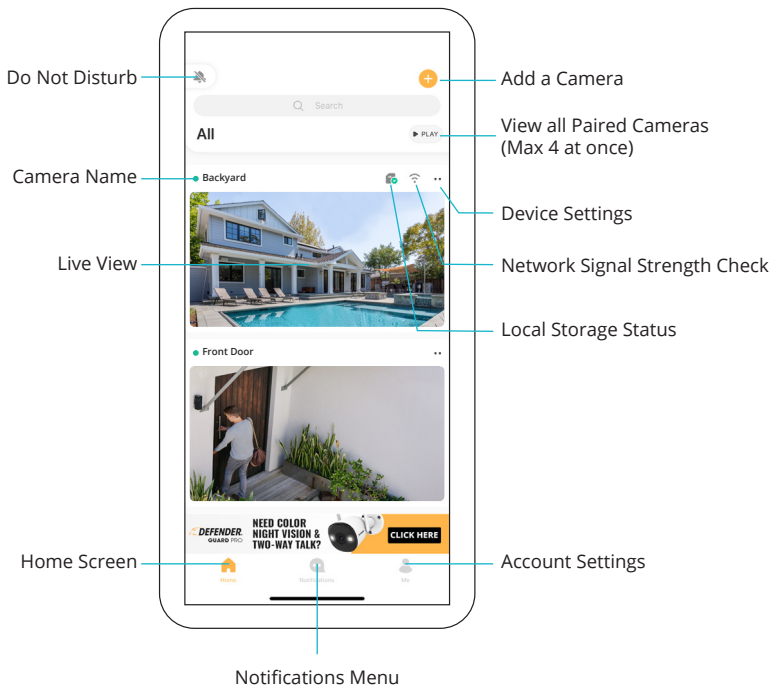 Do Not Disturb
Add a Camera
Search
All
PLAY
View all Paired Cameras
(Max 4 at once)
Camera Name
Backyard
Device Settings
Live View
Network Signal Strength Check
Local Storage Status
Front Door
DEFENDER
GUARD PRO
NEED COLOR
NIGHT VISION &
TWO-WAY TALK?
CLICK HERE
Home Screen
Home
Notifications
Me
Account Settings
Notifications Menu